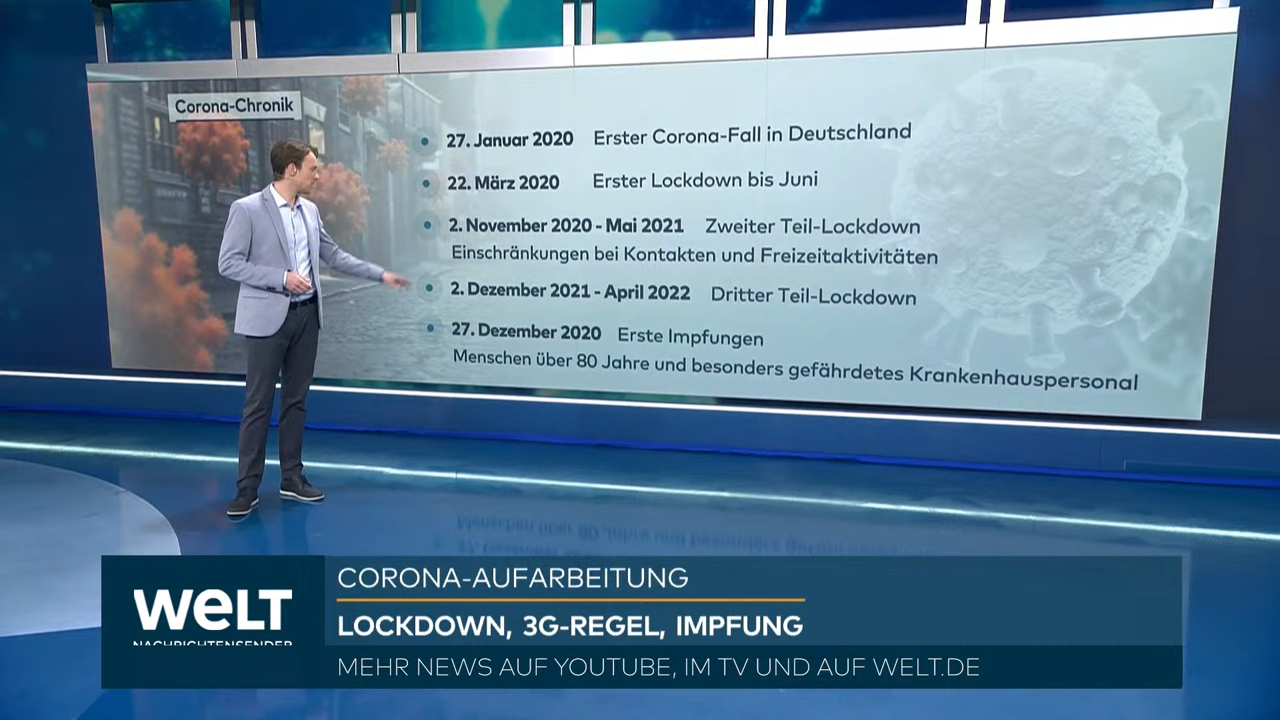 Corona-Chronik
27. Januar 2020 Erster Corona-Fall in Deutschland
22. März 2020 Erster Lockdown bis Juni
2. November 2020 - Mai 2021 Zweiter Teil-Lockdown
Einschränkungen bei Kontakten und Freizeitaktivitäten
2. Dezember 2021 - April 2022 Dritter Teil-Lockdown
27. Dezember 2020 Erste Impfungen
Menschen über 80 Jahre und besonders gefährdetes Krankenhauspersonal
WELT
NACHRICHTENSENDER
CORONA-AUFARBEITUNG
LOCKDOWN, 3G-REGEL, IMPFUNG
MEHR NEWS AUF YOUTUBE, IM TV UND AUF WELT.DE